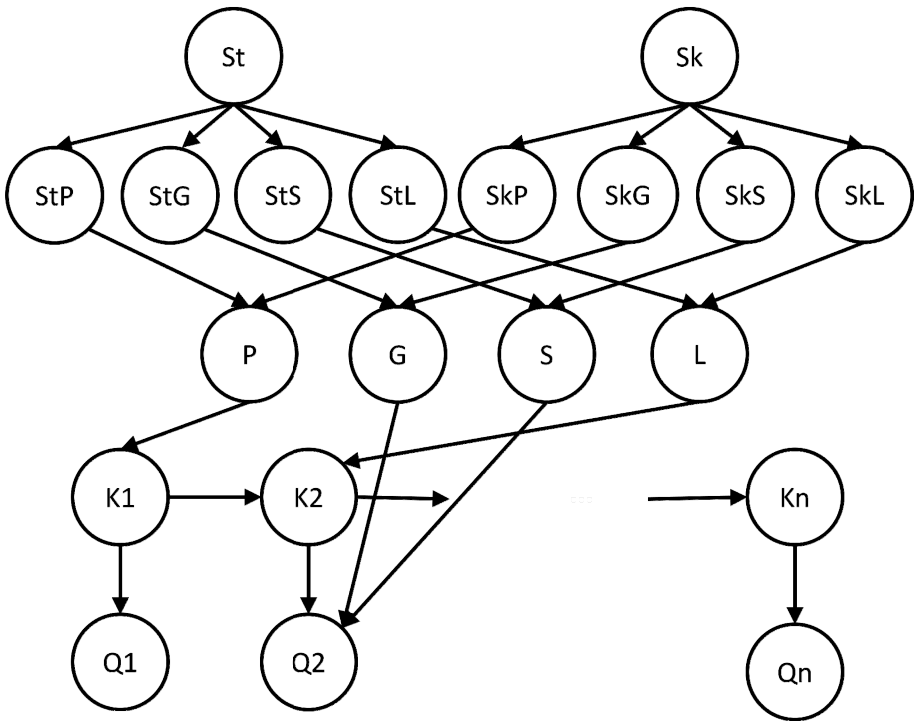 St Sk
StP StG StS StL SkP SkG SkS SkL
P G S L
K1 K2 ... Kn
Q1 Q2 Qn